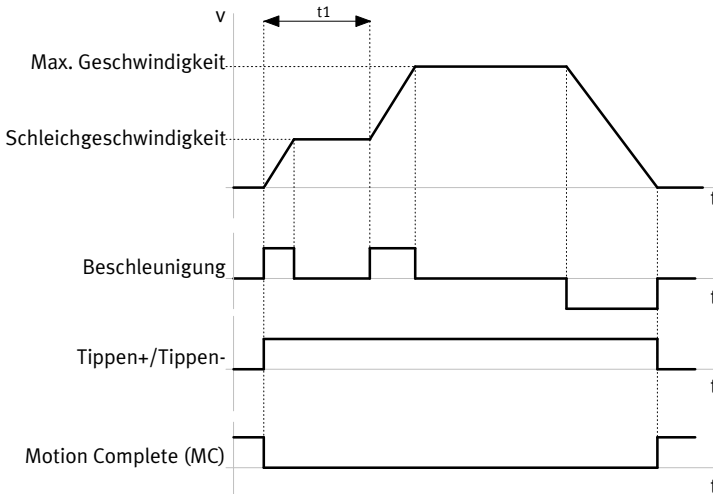 v
t1
Max. Geschwindigkeit
Schleichgeschwindigkeit
t
Beschleunigung
t
Tippen+/Tippen-
t
Motion Complete (MC)
t